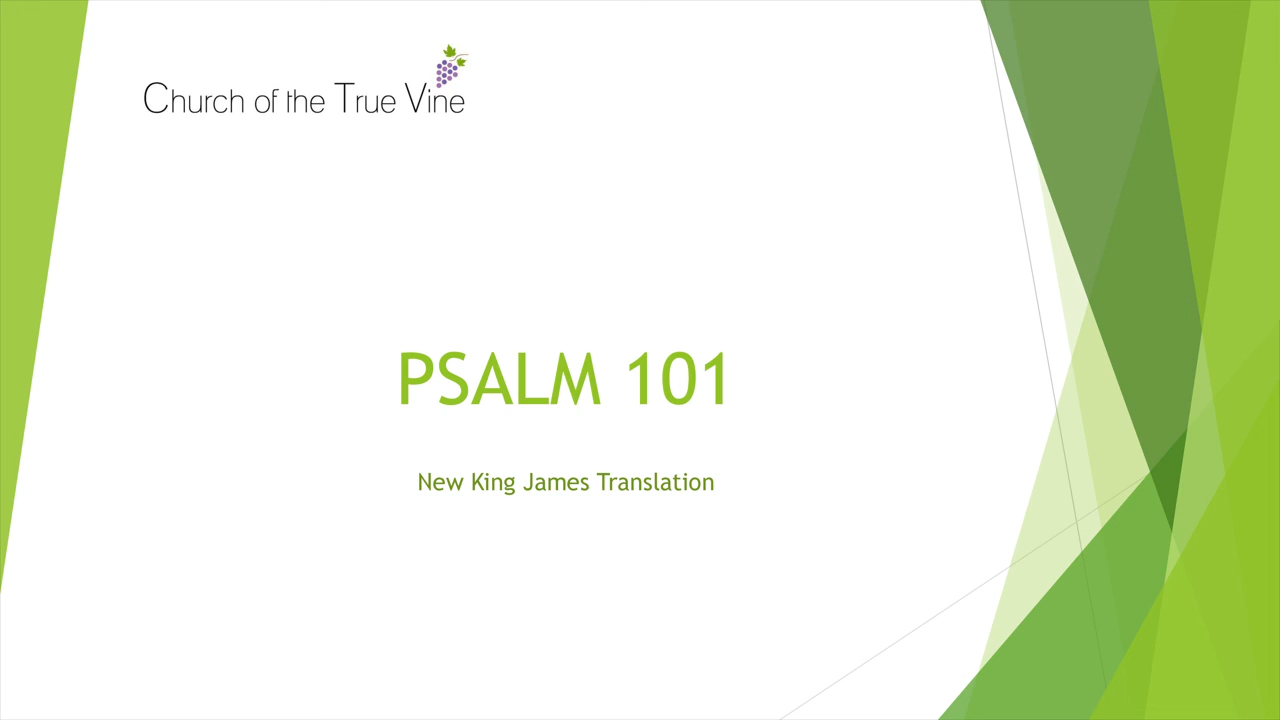 Church of the True Vine
PSALM 101
New King James Translation